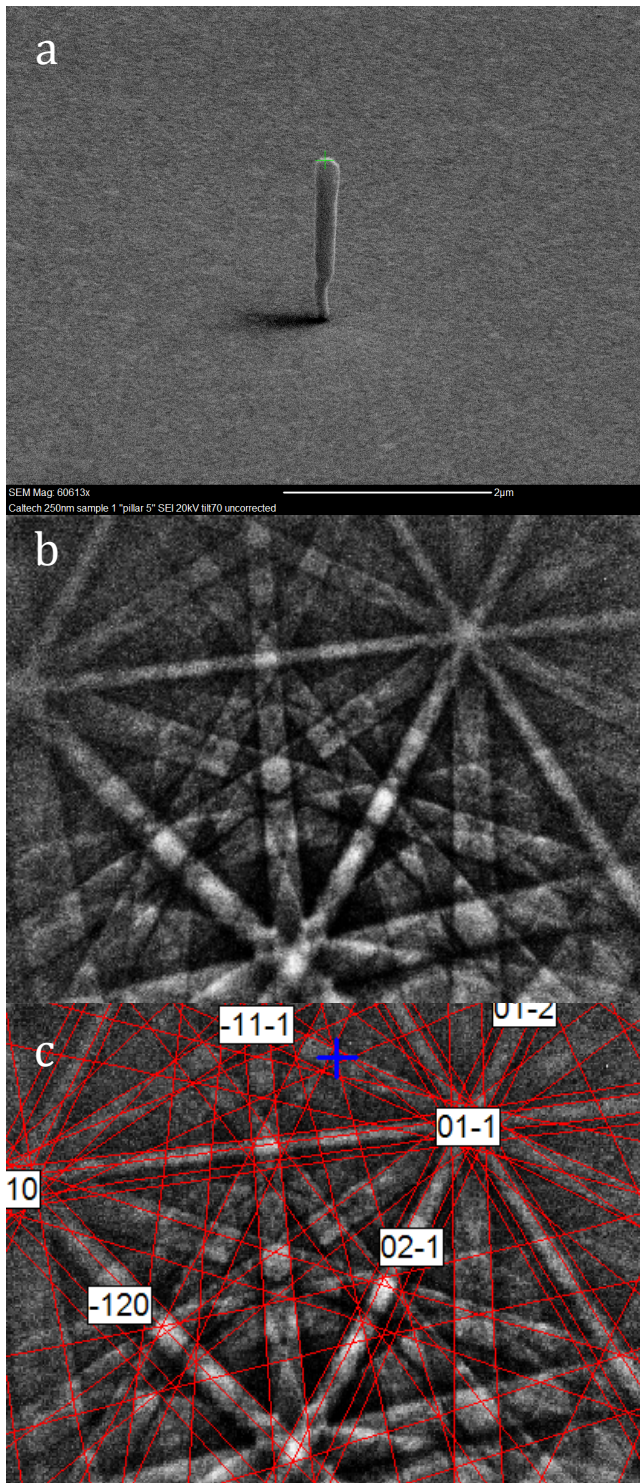 a
SEM Mag: 60613x 2µm
Caltech 250nm sample 1 "pillar 5" SEI 20kV tilt70 uncorrected
b
c
-11-1
01-2
01-1
10
02-1
-120